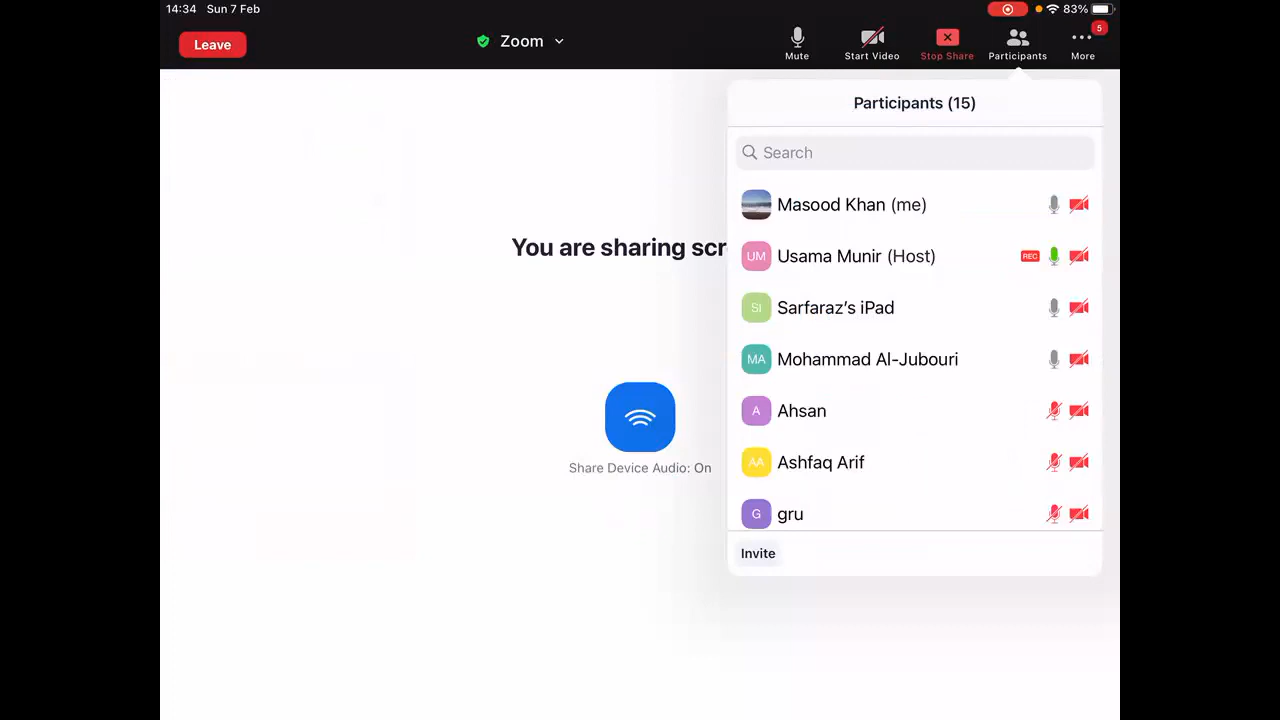 14:34 Sun 7 Feb
83%
Leave
Zoom
Mute
Start Video
Stop Share
Participants
5
More
Participants (15)
Search
Masood Khan (me)
UM Usama Munir (Host) REC
SI Sarfaraz’s iPad
MA Mohammad Al-Jubouri
A Ahsan
AA Ashfaq Arif
G gru
Invite
You are sharing scr
Share Device Audio: On